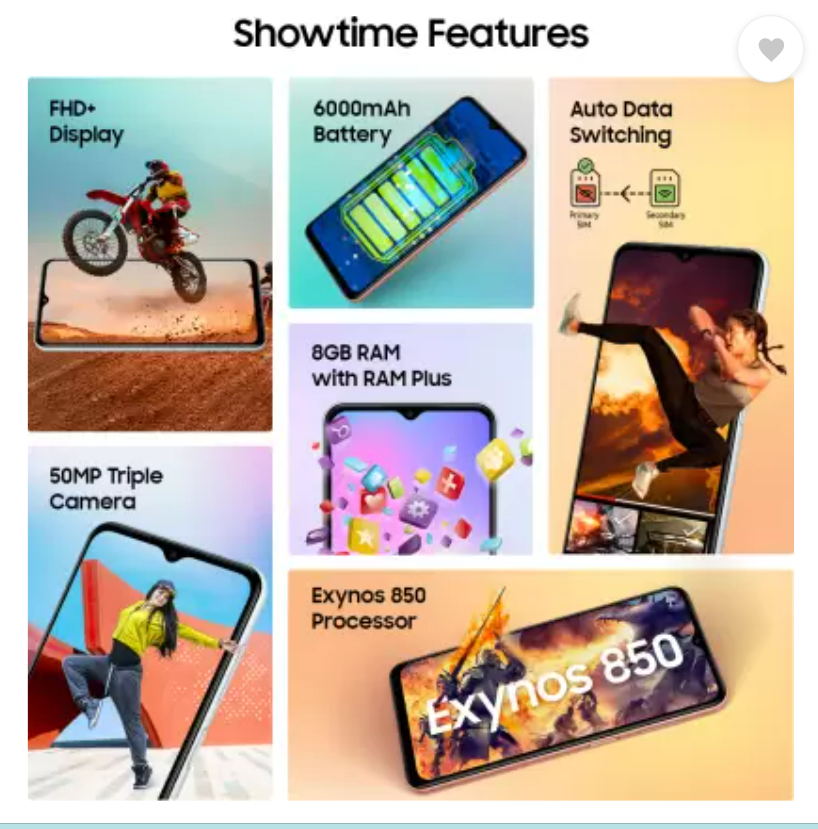 Showtime Features
FHD+
Display
6000mAh
Battery
Auto Data
Switching
Primary
SIM
Secondary
SIM
8GB RAM
with RAM Plus
50MP Triple
Camera
Exynos 850
Processor
Exynos 850